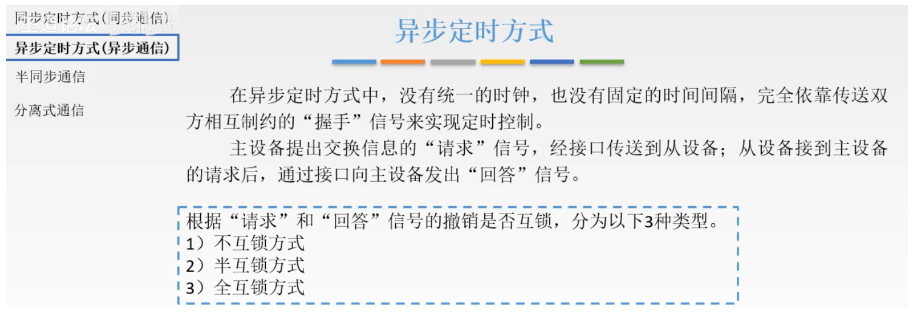 同步定时方式(同步通信)
异步定时方式(异步通信)
半同步通信
分离式通信
异步定时方式
在异步定时方式中，没有统一的时钟，也没有固定的时间间隔，完全依靠传送双
方相互制约的“握手”信号来实现定时控制。
主设备提出交换信息的“请求”信号，经接口传送到从设备；从设备接到主设备
的请求后，通过接口向主设备发出“回答”信号。
根据“请求”和“回答”信号的撤销是否互锁，分为以下3种类型。
1）不互锁方式
2）半互锁方式
3）全互锁方式